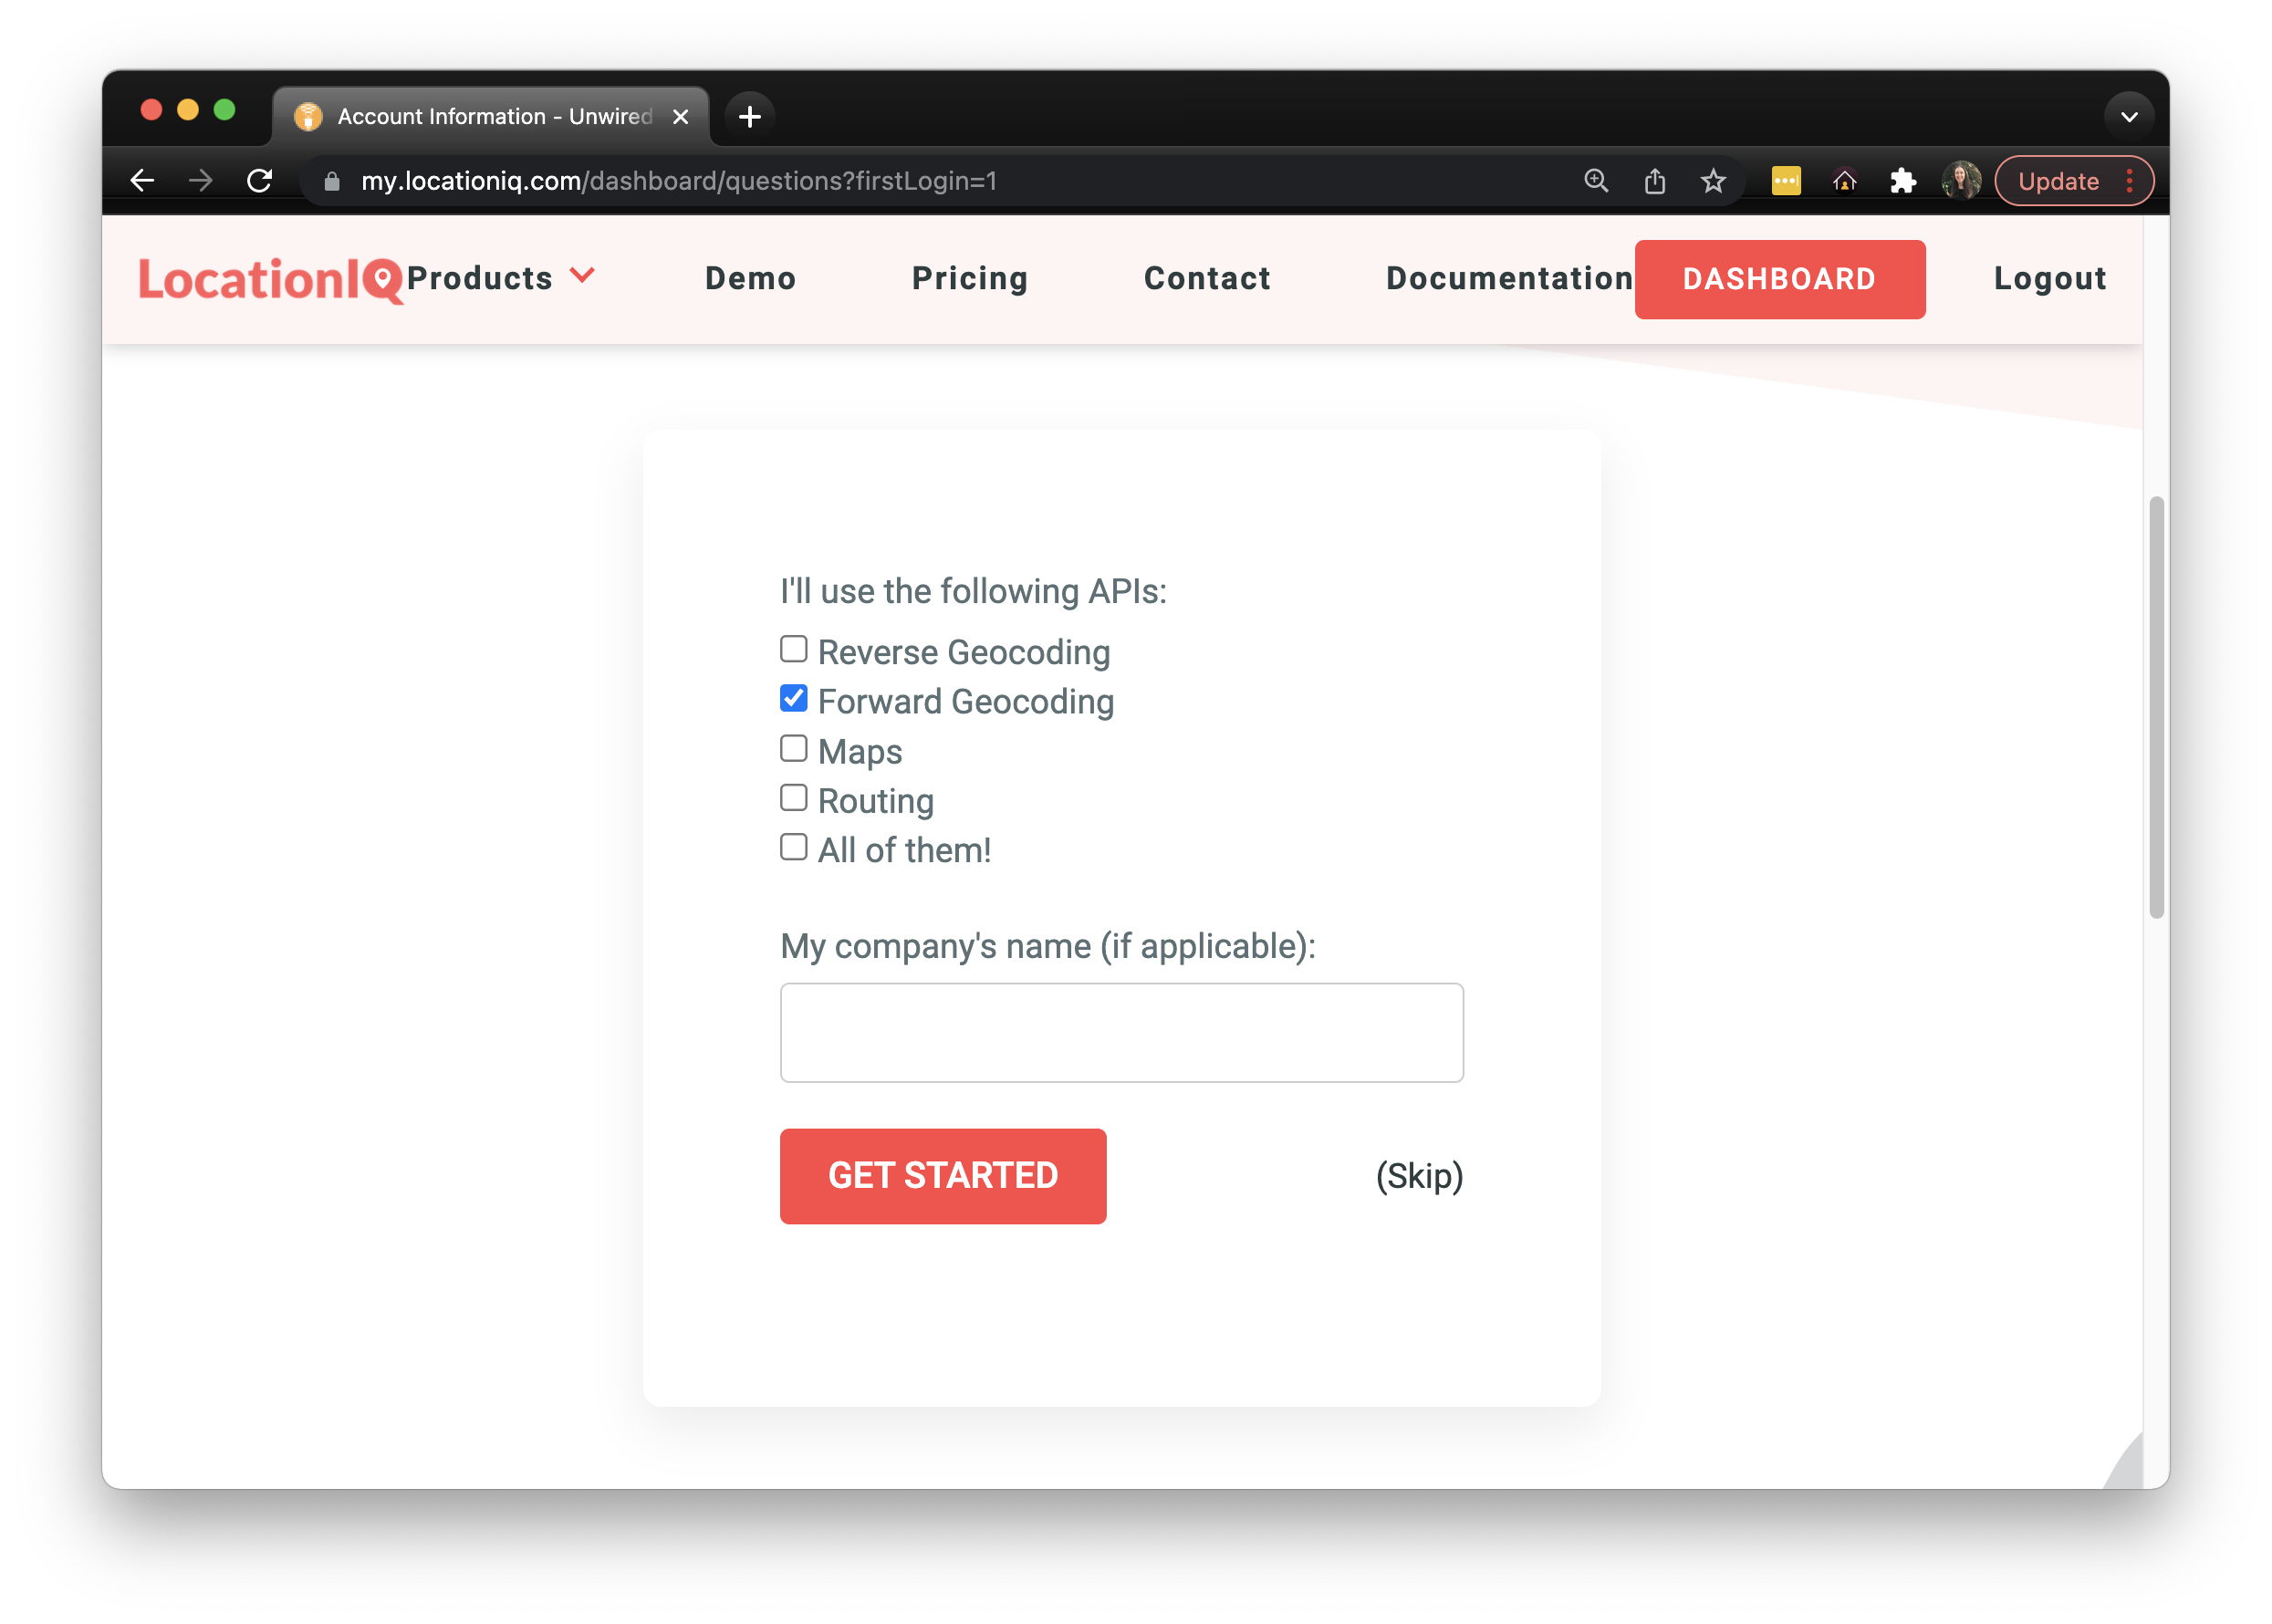 Account Information - Unwired
my.locationiq.com/dashboard/questions?firstLogin=1
Update
LocationIQ Products Demo Pricing Contact Documentation DASHBOARD Logout
I'll use the following APIs:
Reverse Geocoding
Forward Geocoding
Maps
Routing
All of them!
My company's name (if applicable):
GET STARTED (Skip)